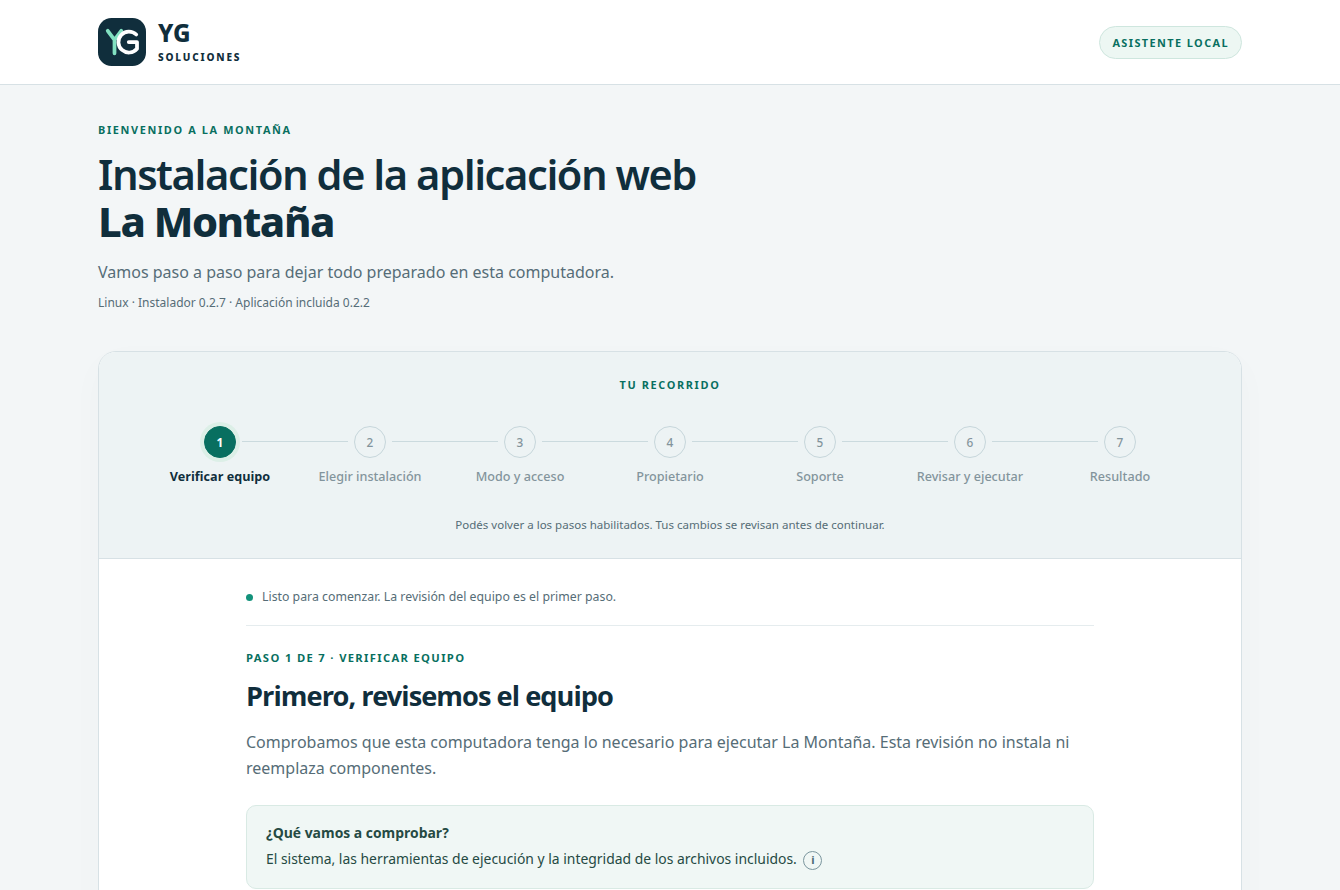 YG
YG
SOLUCIONES
ASISTENTE LOCAL
BIENVENIDO A LA MONTAÑA
Instalación de la aplicación web
La Montaña
Vamos paso a paso para dejar todo preparado en esta computadora.
Linux · Instalador 0.2.7 · Aplicación incluida 0.2.2
TU RECORRIDO
1 2 3 4 5 6 7
Verificar equipo Elegir instalación Modo y acceso Propietario Soporte Revisar y ejecutar Resultado
Podés volver a los pasos habilitados. Tus cambios se revisan antes de continuar.
Listo para comenzar. La revisión del equipo es el primer paso.
PASO 1 DE 7 · VERIFICAR EQUIPO
Primero, revisemos el equipo
Comprobamos que esta computadora tenga lo necesario para ejecutar La Montaña. Esta revisión no instala ni
reemplaza componentes.
¿Qué vamos a comprobar?
El sistema, las herramientas de ejecución y la integridad de los archivos incluidos. i